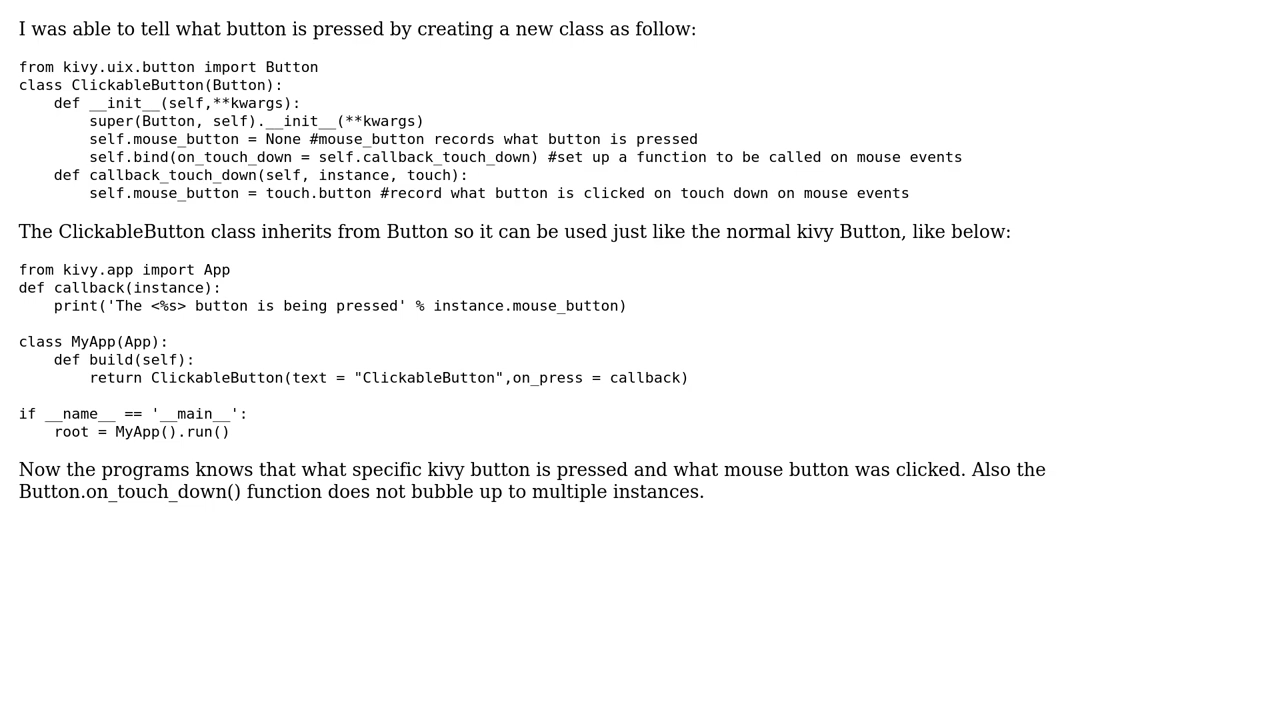 I was able to tell what button is pressed by creating a new class as follow:
from kivy.uix.button import Button
class ClickableButton(Button):
    def __init__(self,**kwargs):
        super(Button, self).__init__(**kwargs)
        self.mouse_button = None #mouse_button records what button is pressed
        self.bind(on_touch_down = self.callback_touch_down) #set up a function to be called on mouse events
    def callback_touch_down(self, instance, touch):
        self.mouse_button = touch.button #record what button is clicked on touch down on mouse events
The ClickableButton class inherits from Button so it can be used just like the normal kivy Button, like below:
from kivy.app import App
def callback(instance):
    print('The <%s> button is being pressed' % instance.mouse_button)
class MyApp(App):
    def build(self):
        return ClickableButton(text = "ClickableButton",on_press = callback)
if __name__ == '__main__':
    root = MyApp().run()
Now the programs knows that what specific kivy button is pressed and what mouse button was clicked. Also the
Button.on_touch_down() function does not bubble up to multiple instances.